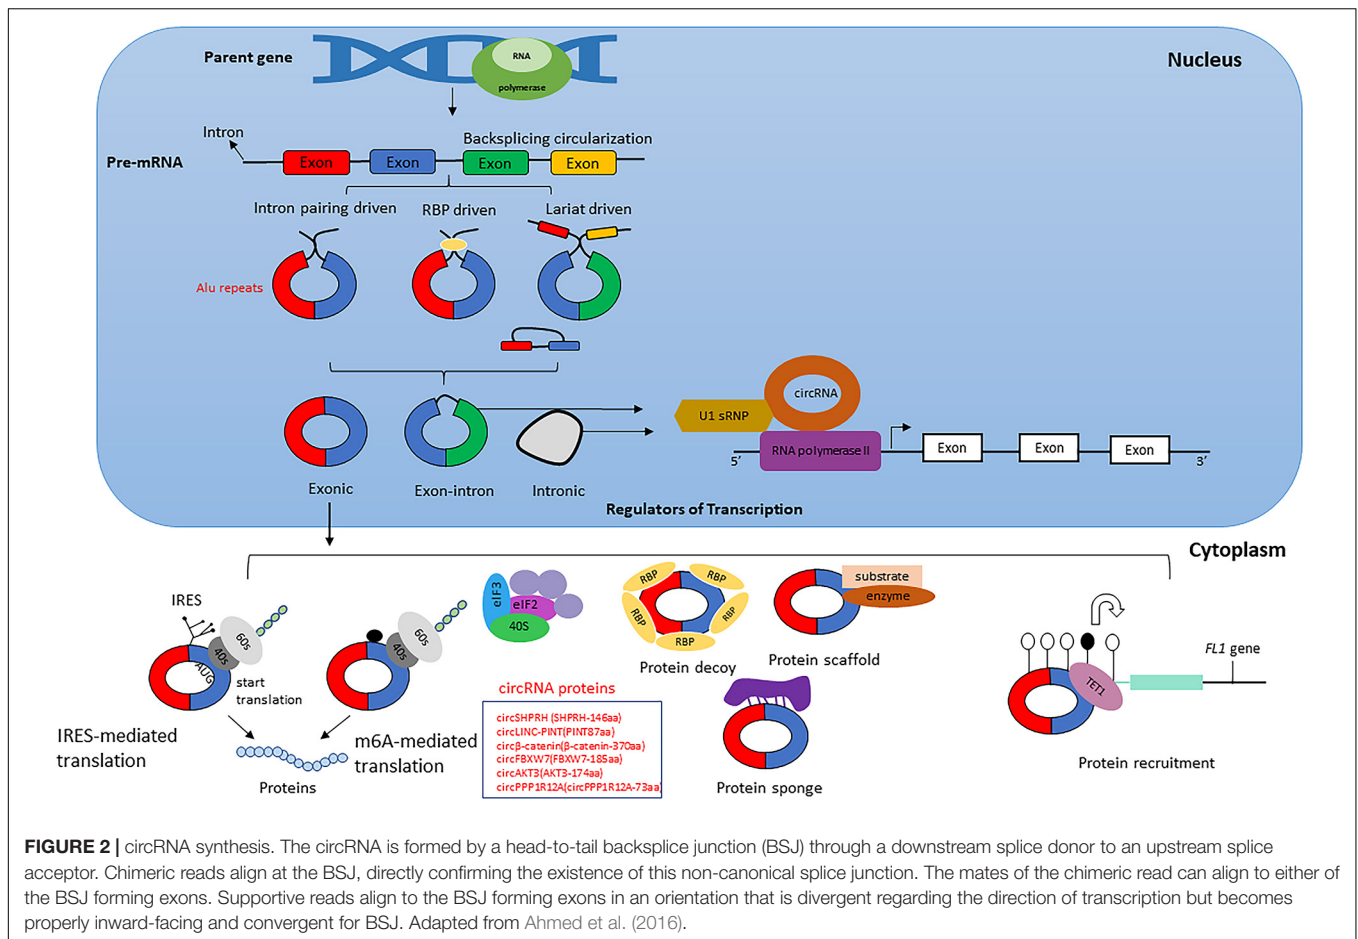 Nucleus
Parent gene
RNA
polymerase
Intron
Backsplicing circularization
Pre-mRNA
Exon
Exon
Exon
Exon
Intron pairing driven
RBP driven
Lariat driven
Alu repeats
circRNA
U1 sRNP
RNA polymerase II
5′
Exon
Exon
Exon
3′
Exonic
Exon-intron
Intronic
Regulators of Transcription
Cytoplasm
IRES
AUG
40s
60s
start
translation
IRES-mediated
translation
Proteins
40s
60s
m6A-mediated
translation
eIF3
eIF2
40S
circRNA proteins
circSHPRH (SHPRH-146aa)
circLINC-PINT(PINT87aa)
circβ-catenin(β-catenin-370aa)
circFBXW7(FBXW7-185aa)
circAKT3(AKT3-174aa)
circPPP1R12A(circPPP1R12A-73aa)
RBP
RBP
RBP
RBP
RBP
Protein decoy
substrate
enzyme
Protein scaffold
Protein sponge
TET1
FL1 gene
Protein recruitment
FIGURE 2 | circRNA synthesis. The circRNA is formed by a head-to-tail backsplice junction (BSJ) through a downstream splice donor to an upstream splice
acceptor. Chimeric reads align at the BSJ, directly confirming the existence of this non-canonical splice junction. The mates of the chimeric read can align to either of
the BSJ forming exons. Supportive reads align to the BSJ forming exons in an orientation that is divergent regarding the direction of transcription but becomes
properly inward-facing and convergent for BSJ. Adapted from Ahmed et al. (2016).